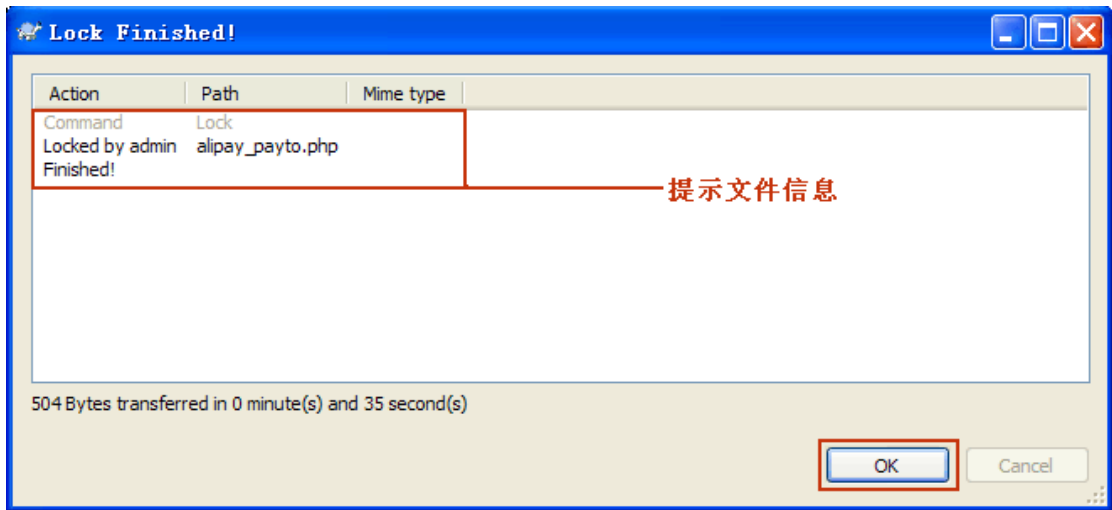 Lock Finished!
Action Path Mime type
Command Lock
Locked by admin alipay_payto.php
Finished!
提示文件信息
504 Bytes transferred in 0 minute(s) and 35 second(s)
OK Cancel